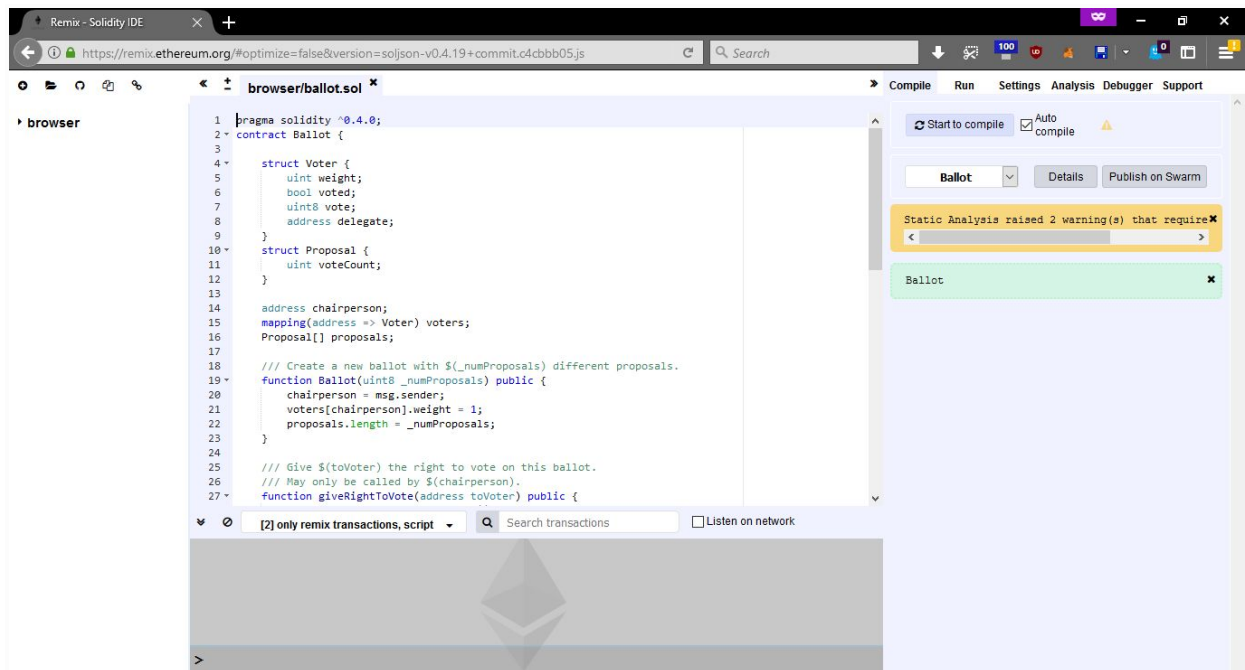 Remix - Solidity IDE
https://remix.ethereum.org/#optimize=false&version=soljson-v0.4.19+commit.c4cbbb05.js
Search
100
0
browser
browser/ballot.sol
1 pragma solidity ^0.4.0;
2 contract Ballot {
3
4 struct Voter {
5 uint weight;
6 bool voted;
7 uint8 vote;
8 address delegate;
9 }
10 struct Proposal {
11 uint voteCount;
12 }
13
14 address chairperson;
15 mapping(address => Voter) voters;
16 Proposal[] proposals;
17
18 /// Create a new ballot with $(_numProposals) different proposals.
19 function Ballot(uint8 _numProposals) public {
20 chairperson = msg.sender;
21 voters[chairperson].weight = 1;
22 proposals.length = _numProposals;
23 }
24
25 /// Give $(toVoter) the right to vote on this ballot.
26 /// May only be called by $(chairperson).
27 function giveRightToVote(address toVoter) public {
[2] only remix transactions, script
Search transactions
Listen on network
>
Compile Run Settings Analysis Debugger Support
Start to compile
Auto
compile
Ballot
Details
Publish on Swarm
Static Analysis raised 2 warning(s) that require
Ballot